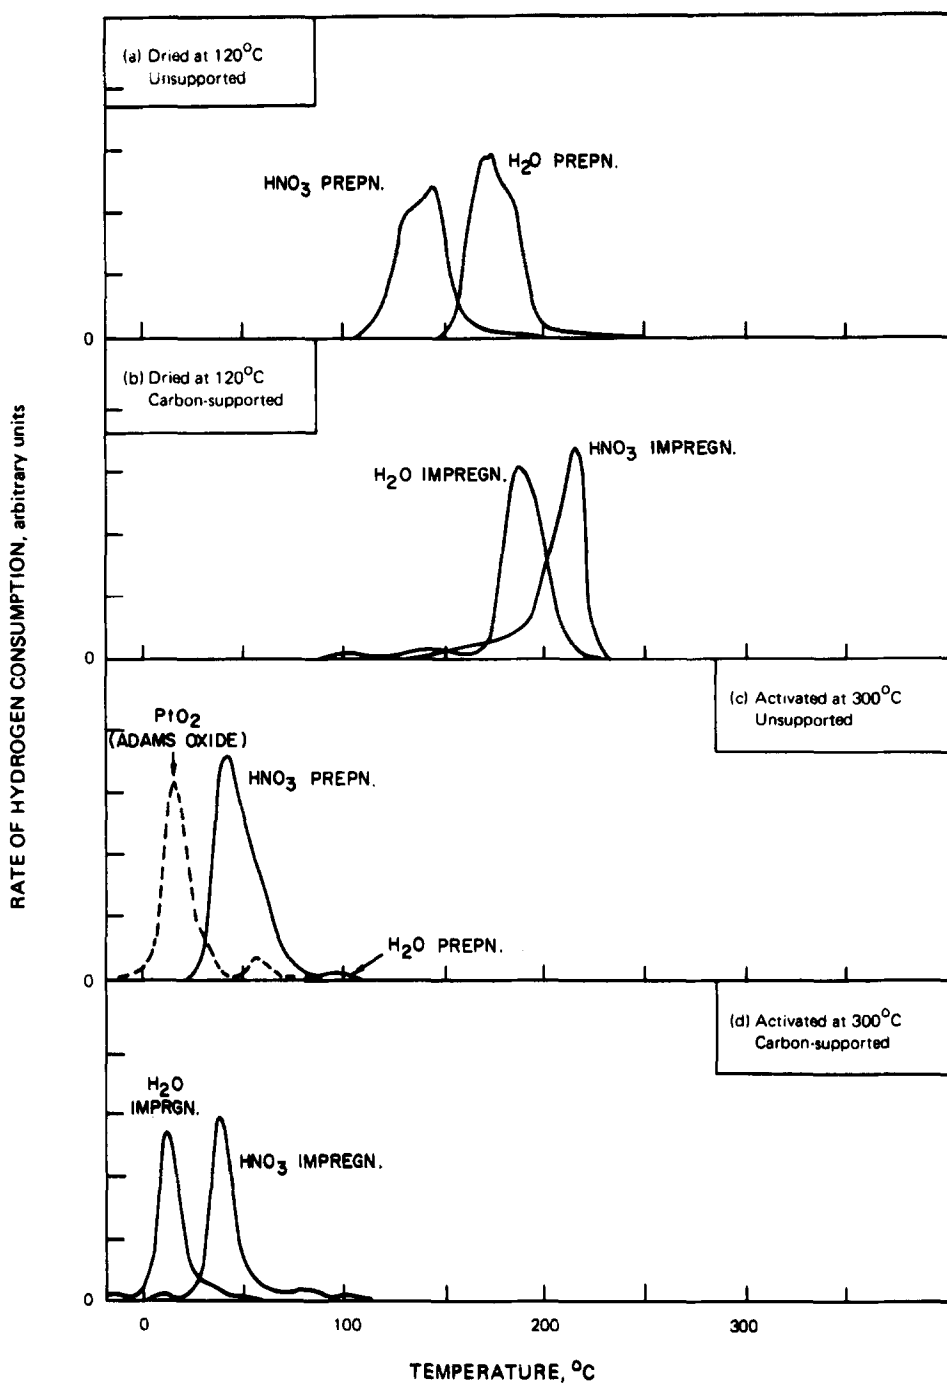 (a) Dried at 120°C
Unsupported
HNO3 PREPN.
H2O PREPN.
0
(b) Dried at 120°C
Carbon-supported
H2O IMPREGN.
HNO3 IMPREGN.
0
RATE OF HYDROGEN CONSUMPTION, arbitrary units
(c) Activated at 300°C
Unsupported
PtO2
(ADAMS OXIDE)
HNO3 PREPN.
H2O PREPN.
0
(d) Activated at 300°C
Carbon-supported
H2O
IMPRGN.
HNO3 IMPREGN.
0
0 100 200 300
TEMPERATURE, °C